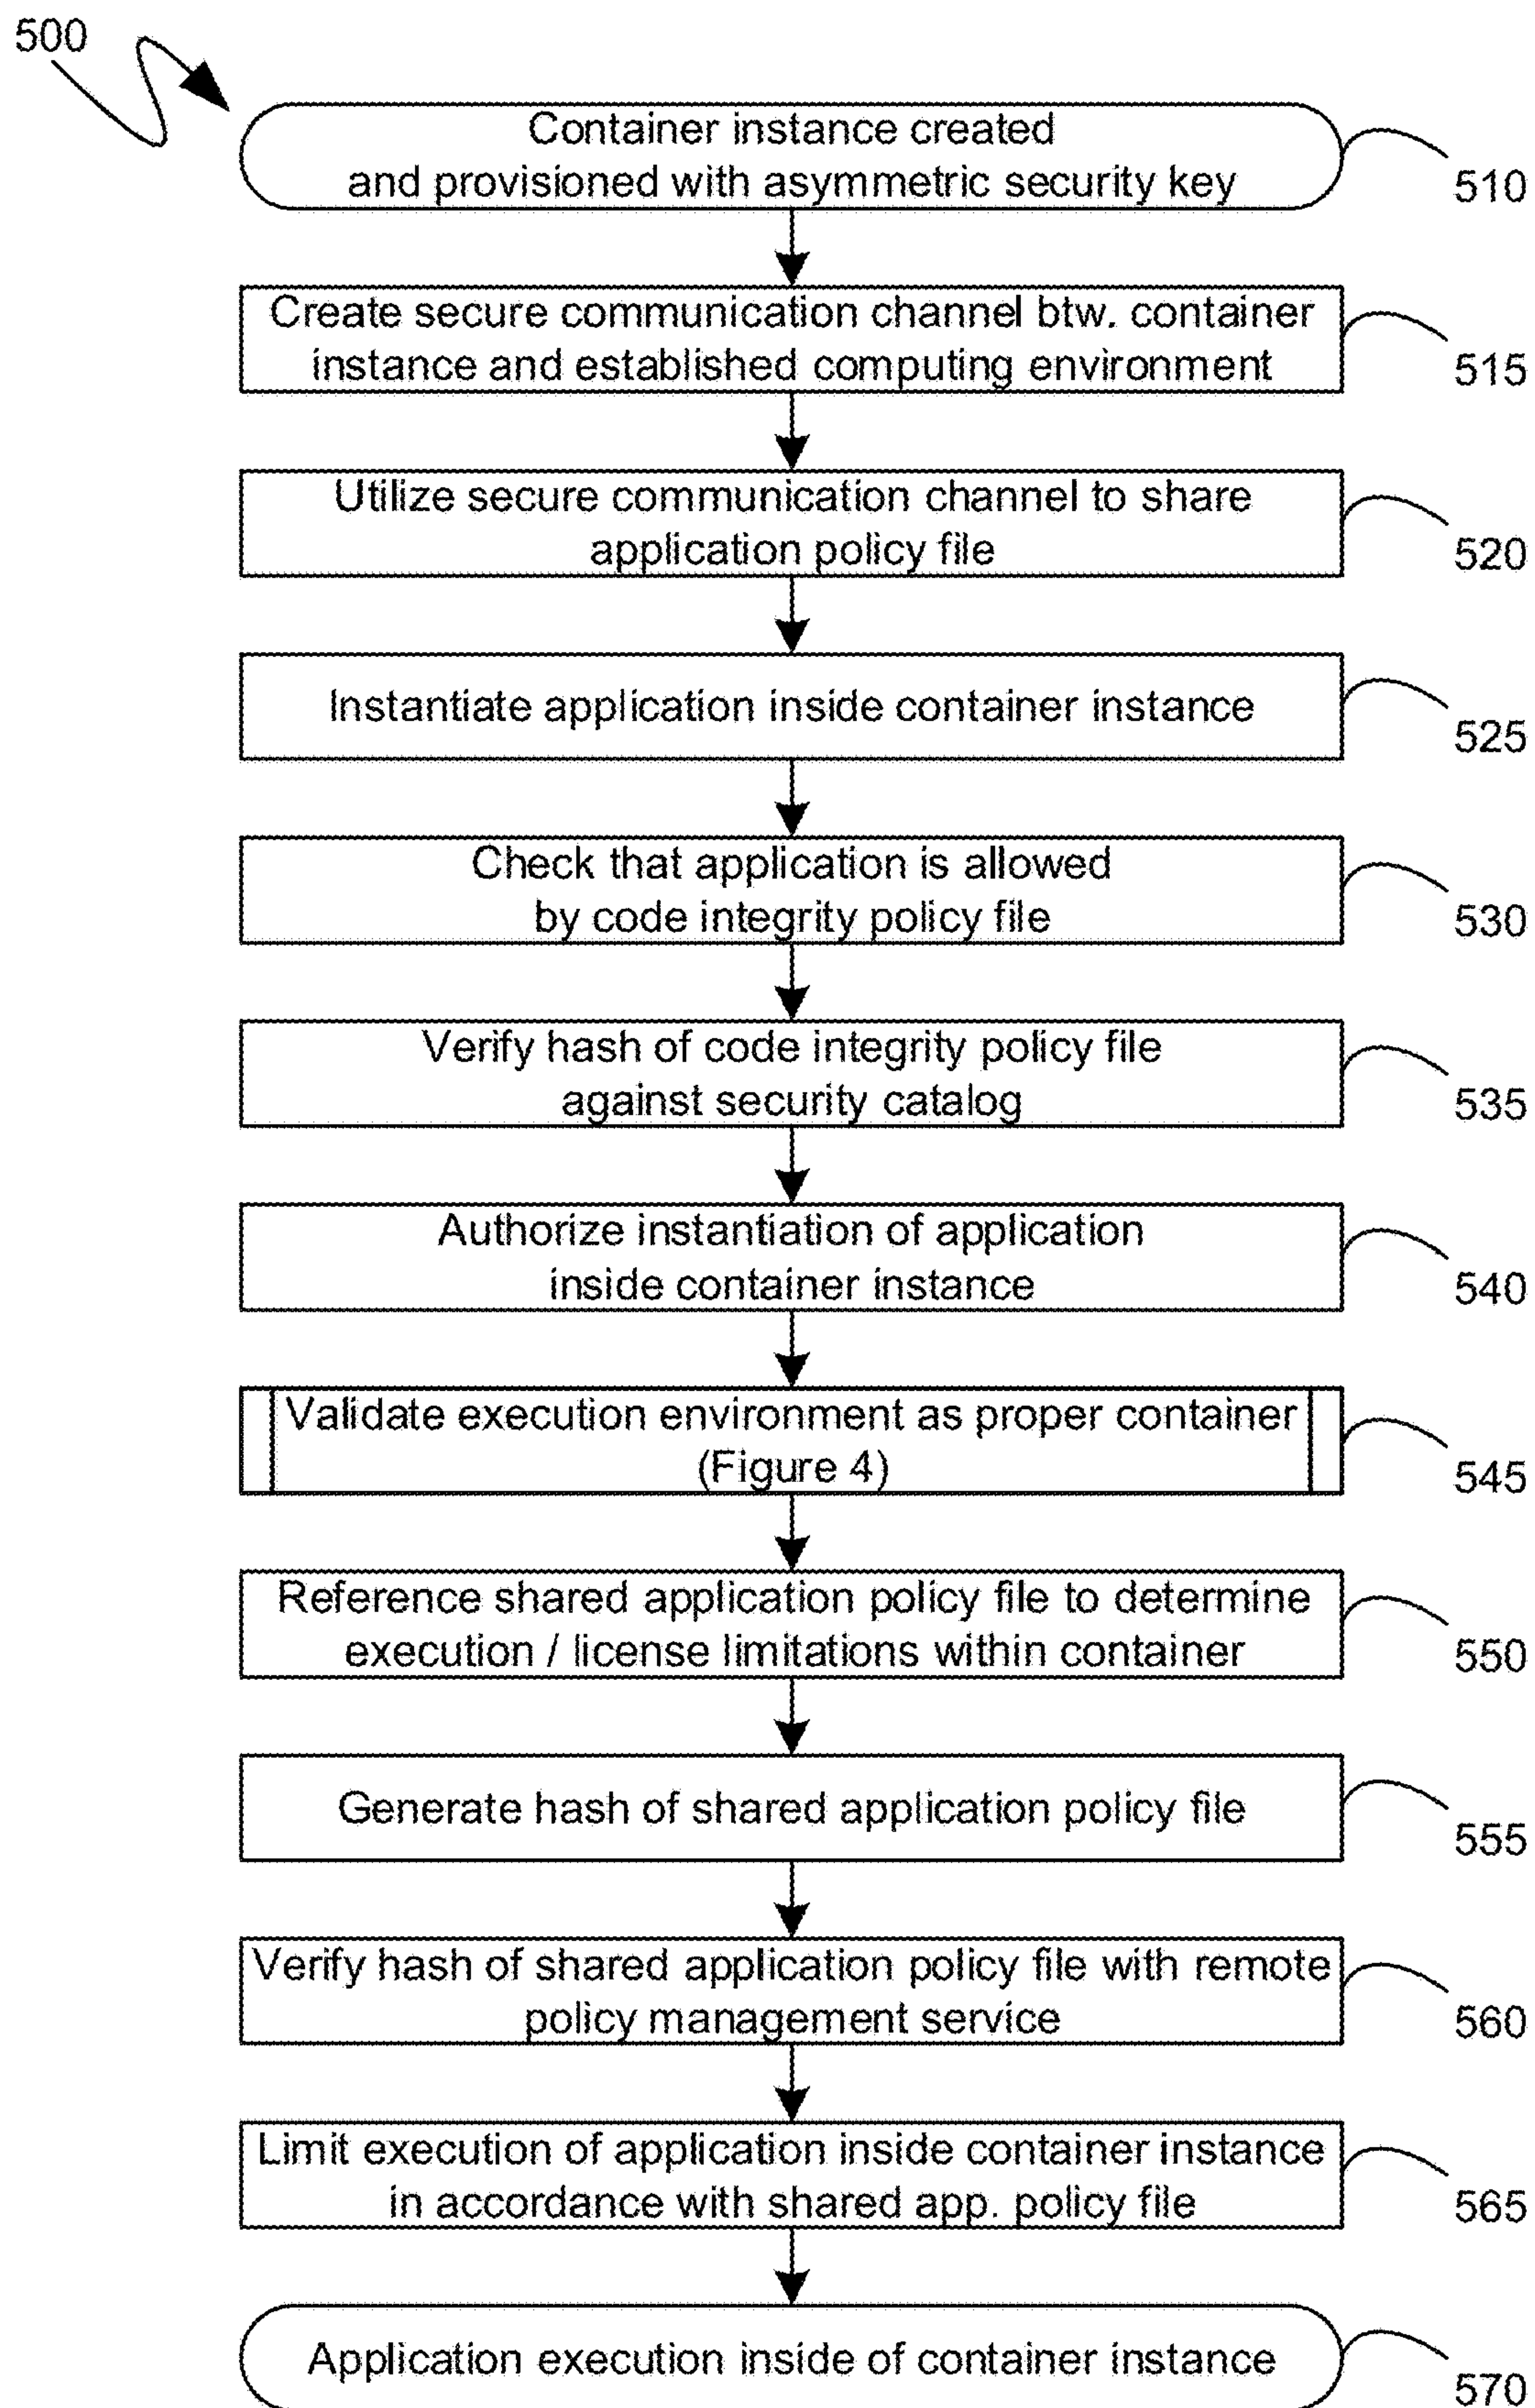 500
Container instance created
and provisioned with asymmetric security key
510
Create secure communication channel btw. container
instance and established computing environment
515
Utilize secure communication channel to share
application policy file
520
Instantiate application inside container instance
525
Check that application is allowed
by code integrity policy file
530
Verify hash of code integrity policy file
against security catalog
535
Authorize instantiation of application
inside container instance
540
Validate execution environment as proper container
(Figure 4)
545
Reference shared application policy file to determine
execution / license limitations within container
550
Generate hash of shared application policy file
555
Verify hash of shared application policy file with remote
policy management service
560
Limit execution of application inside container instance
in accordance with shared app. policy file
565
Application execution inside of container instance
570